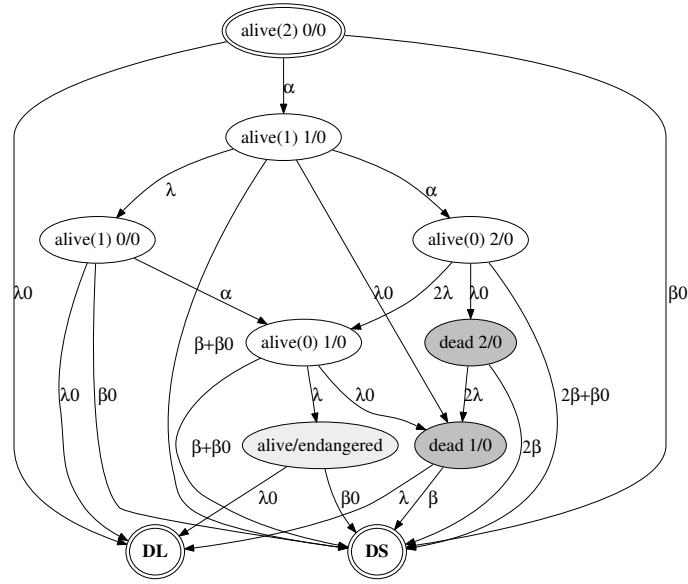 alive(2) 0/0
α
alive(1) 1/0
λ
α
alive(1) 0/0
alive(0) 2/0
λ0
α
λ0
2λ
λ0
β0
β+β0
alive(0) 1/0
dead 2/0
λ0
β0
λ
λ0
2λ
2β+β0
β+β0
alive/endangered
dead 1/0
2β
λ0
β0
λ
β
DL
DS